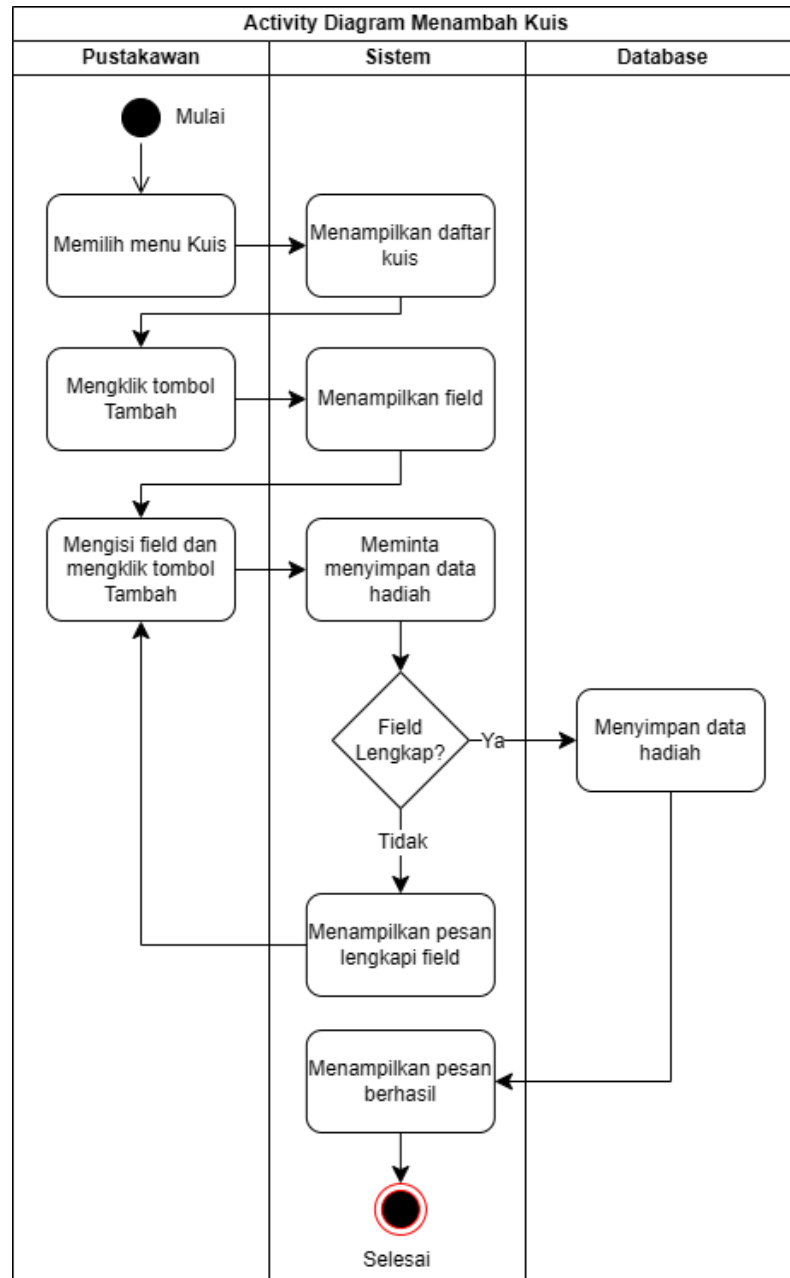 Activity Diagram Menambah Kuis
Pustakawan
Sistem
Database
Mulai
Memilih menu Kuis
Menampilkan daftar
kuis
Mengklik tombol
Tambah
Menampilkan field
Mengisi field dan
mengklik tombol
Tambah
Meminta
menyimpan data
hadiah
Field
Lengkap?
Ya
Menyimpan data
hadiah
Tidak
Menampilkan pesan
lengkapi field
Menampilkan pesan
berhasil
Selesai